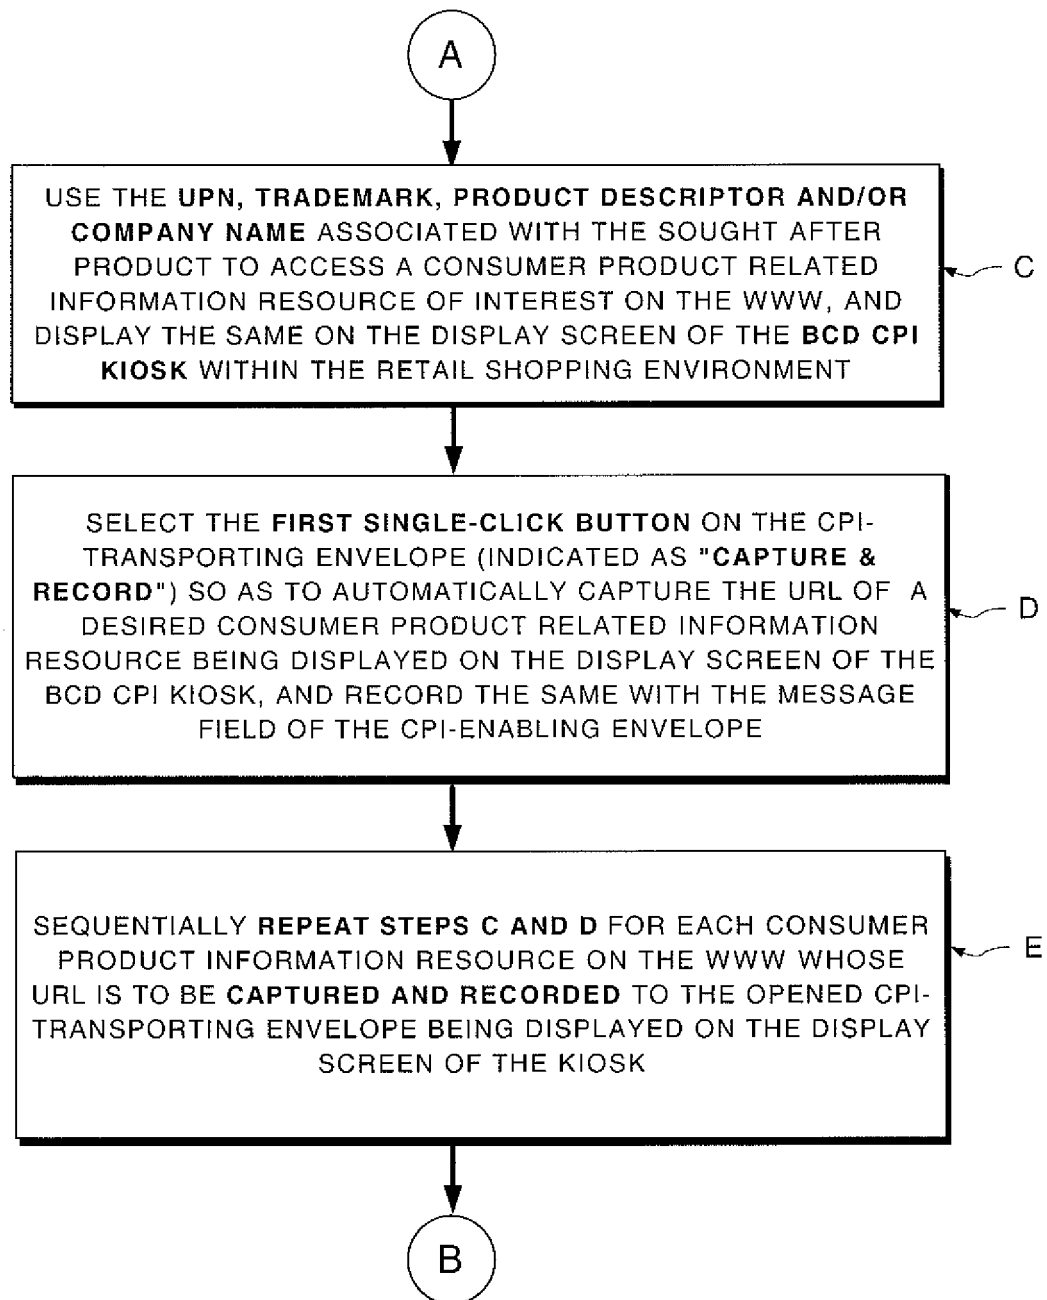 A
USE THE UPN, TRADEMARK, PRODUCT DESCRIPTOR AND/OR
COMPANY NAME ASSOCIATED WITH THE SOUGHT AFTER
PRODUCT TO ACCESS A CONSUMER PRODUCT RELATED
INFORMATION RESOURCE OF INTEREST ON THE WWW, AND
DISPLAY THE SAME ON THE DISPLAY SCREEN OF THE BCD CPI
KIOSK WITHIN THE RETAIL SHOPPING ENVIRONMENT
C
SELECT THE FIRST SINGLE-CLICK BUTTON ON THE CPI-
TRANSPORTING ENVELOPE (INDICATED AS "CAPTURE &
RECORD") SO AS TO AUTOMATICALLY CAPTURE THE URL OF A
DESIRED CONSUMER PRODUCT RELATED INFORMATION
RESOURCE BEING DISPLAYED ON THE DISPLAY SCREEN OF THE
BCD CPI KIOSK, AND RECORD THE SAME WITH THE MESSAGE
FIELD OF THE CPI-ENABLING ENVELOPE
D
SEQUENTIALLY REPEAT STEPS C AND D FOR EACH CONSUMER
PRODUCT INFORMATION RESOURCE ON THE WWW WHOSE
URL IS TO BE CAPTURED AND RECORDED TO THE OPENED CPI-
TRANSPORTING ENVELOPE BEING DISPLAYED ON THE DISPLAY
SCREEN OF THE KIOSK
E
B